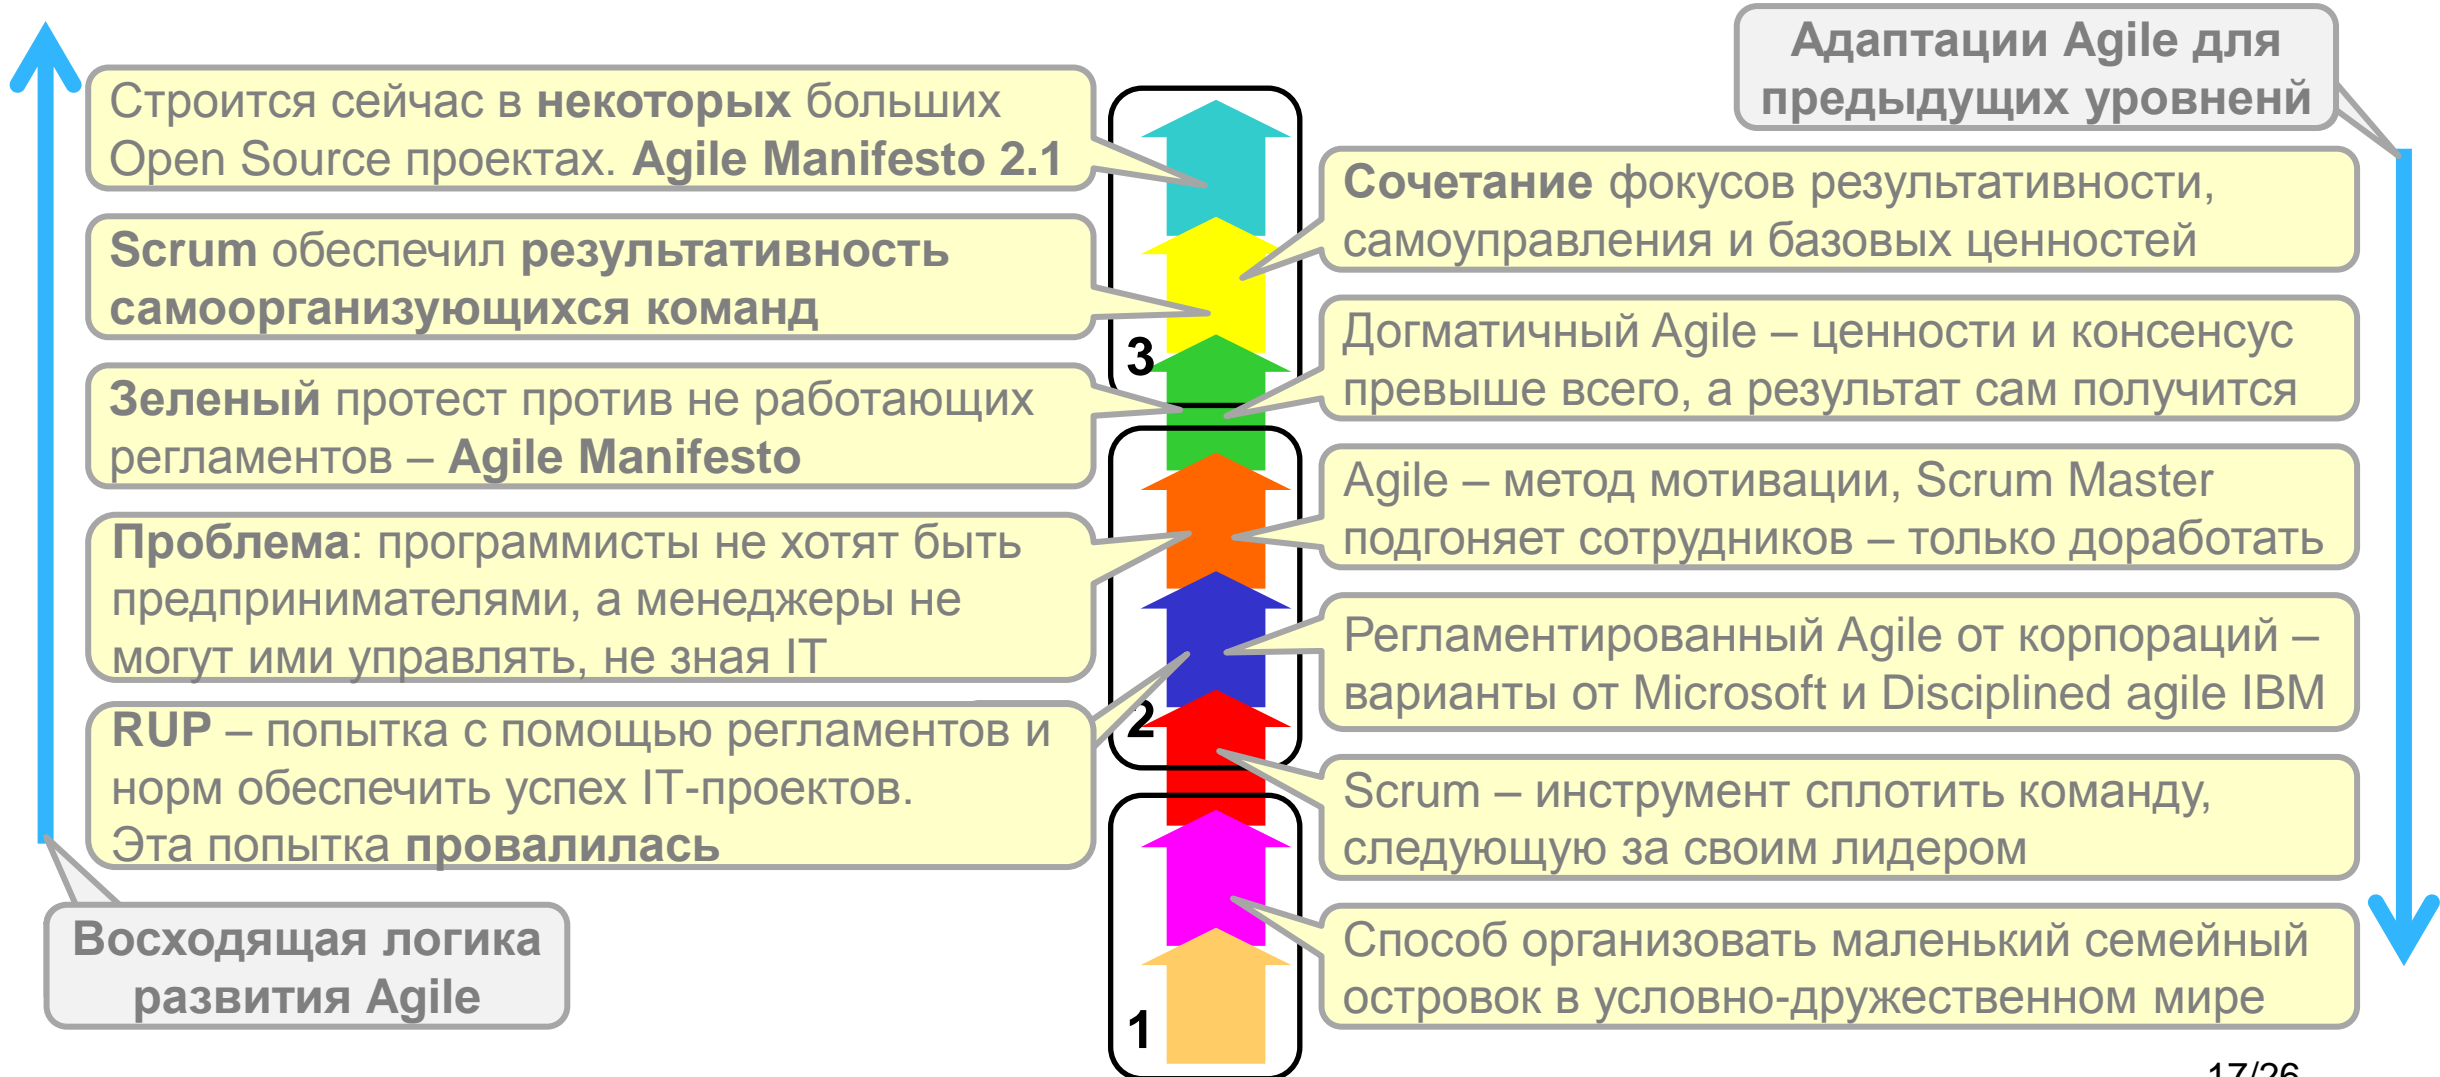 Адаптации Agile для
предыдущих уровненй
Строится сейчас в некоторых больших
Open Source проектах. Agile Manifesto 2.1
Scrum обеспечил результативность
самоорганизующихся команд
Зеленый протест против не работающих
регламентов – Agile Manifesto
Проблема: программисты не хотят быть
предпринимателями, а менеджеры не
могут ими управлять, не зная IT
RUP – попытка с помощью регламентов и
норм обеспечить успех IT-проектов.
Эта попытка провалилась
Восходящая логика
развития Agile
3
2
1
Сочетание фокусов результативности,
самоуправления и базовых ценностей
Догматичный Agile – ценности и консенсус
превыше всего, а результат сам получится
Agile – метод мотивации, Scrum Master
подгоняет сотрудников – только доработать
Регламентированный Agile от корпораций –
варианты от Microsoft и Disciplined agile IBM
Scrum – инструмент сплотить команду,
следующую за своим лидером
Способ организовать маленький семейный
островок в условно-дружественном мире
17/26